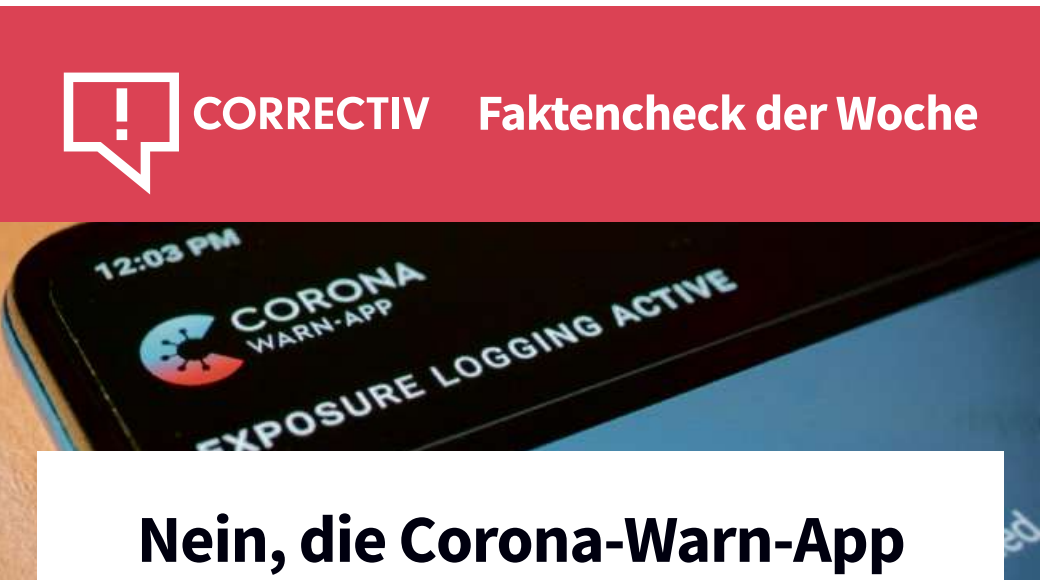 CORRECTIV Faktencheck der Woche
12:03 PM
CORONA
WARN-APP
EXPOSURE LOGGING ACTIVE
Nein, die Corona-Warn-App